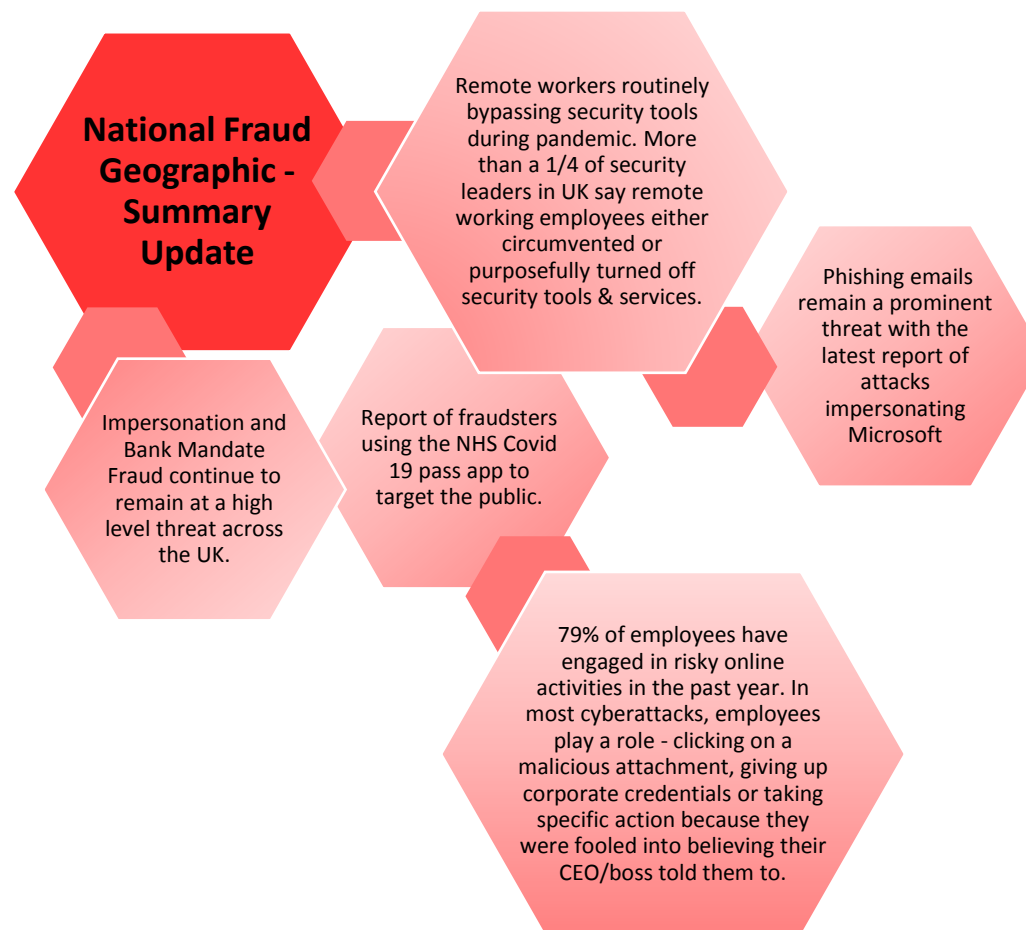 National Fraud
Geographic -
Summary
Update
Remote workers routinely
bypassing security tools
during pandemic. More
than a 1/4 of security
leaders in UK say remote
working employees either
circumvented or
purposefully turned off
security tools & services.
Phishing emails
remain a prominent
threat with the
latest report of
attacks
impersonating
Microsoft
Impersonation and
Bank Mandate
Fraud continue to
remain at a high
level threat across
the UK.
Report of fraudsters
using the NHS Covid
19 pass app to
target the public.
79% of employees have
engaged in risky online
activities in the past year. In
most cyberattacks, employees
play a role - clicking on a
malicious attachment, giving up
corporate credentials or taking
specific action because they
were fooled into believing their
CEO/boss told them to.